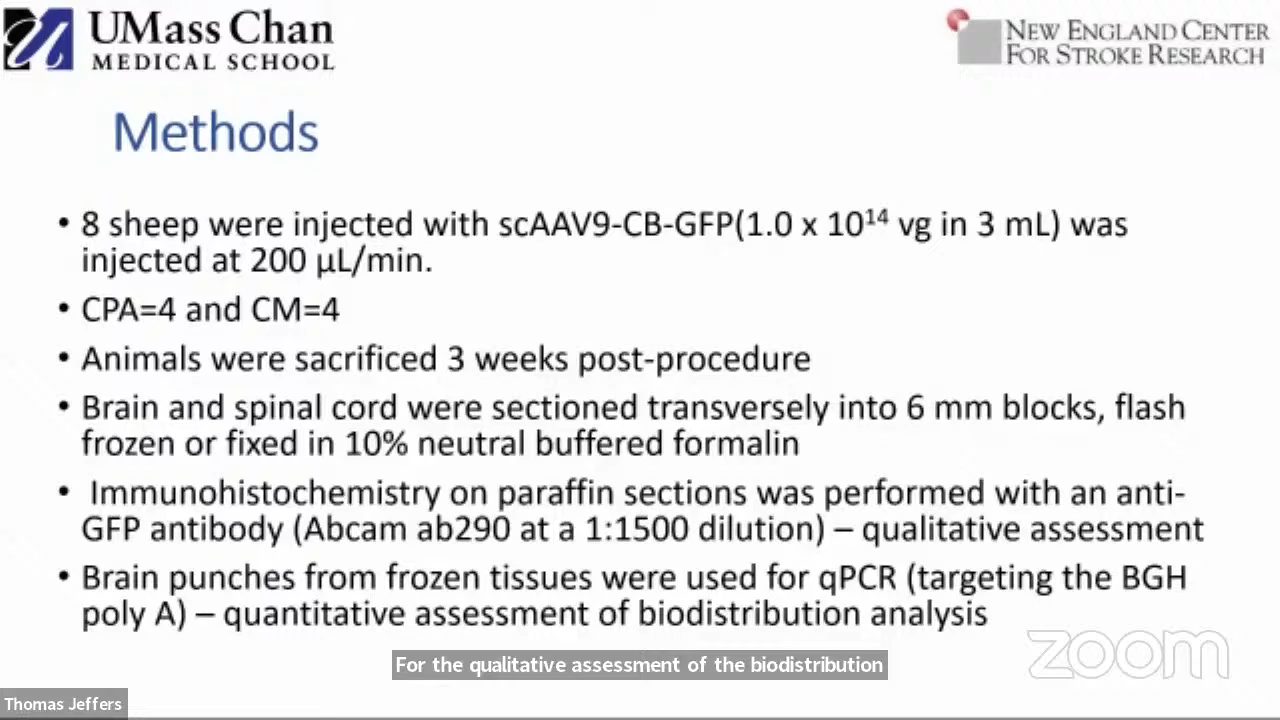 UMass Chan
MEDICAL SCHOOL
NEW ENGLAND CENTER
FOR STROKE RESEARCH
Methods
• 8 sheep were injected with scAAV9-CB-GFP(1.0 x 10¹⁴ vg in 3 mL) was
injected at 200 µL/min.
• CPA=4 and CM=4
• Animals were sacrificed 3 weeks post-procedure
• Brain and spinal cord were sectioned transversely into 6 mm blocks, flash
frozen or fixed in 10% neutral buffered formalin
• Immunohistochemistry on paraffin sections was performed with an anti-
GFP antibody (Abcam ab290 at a 1:1500 dilution) – qualitative assessment
• Brain punches from frozen tissues were used for qPCR (targeting the BGH
poly A) – quantitative assessment of biodistribution analysis
zoom
For the qualitative assessment of the biodistribution
Thomas Jeffers